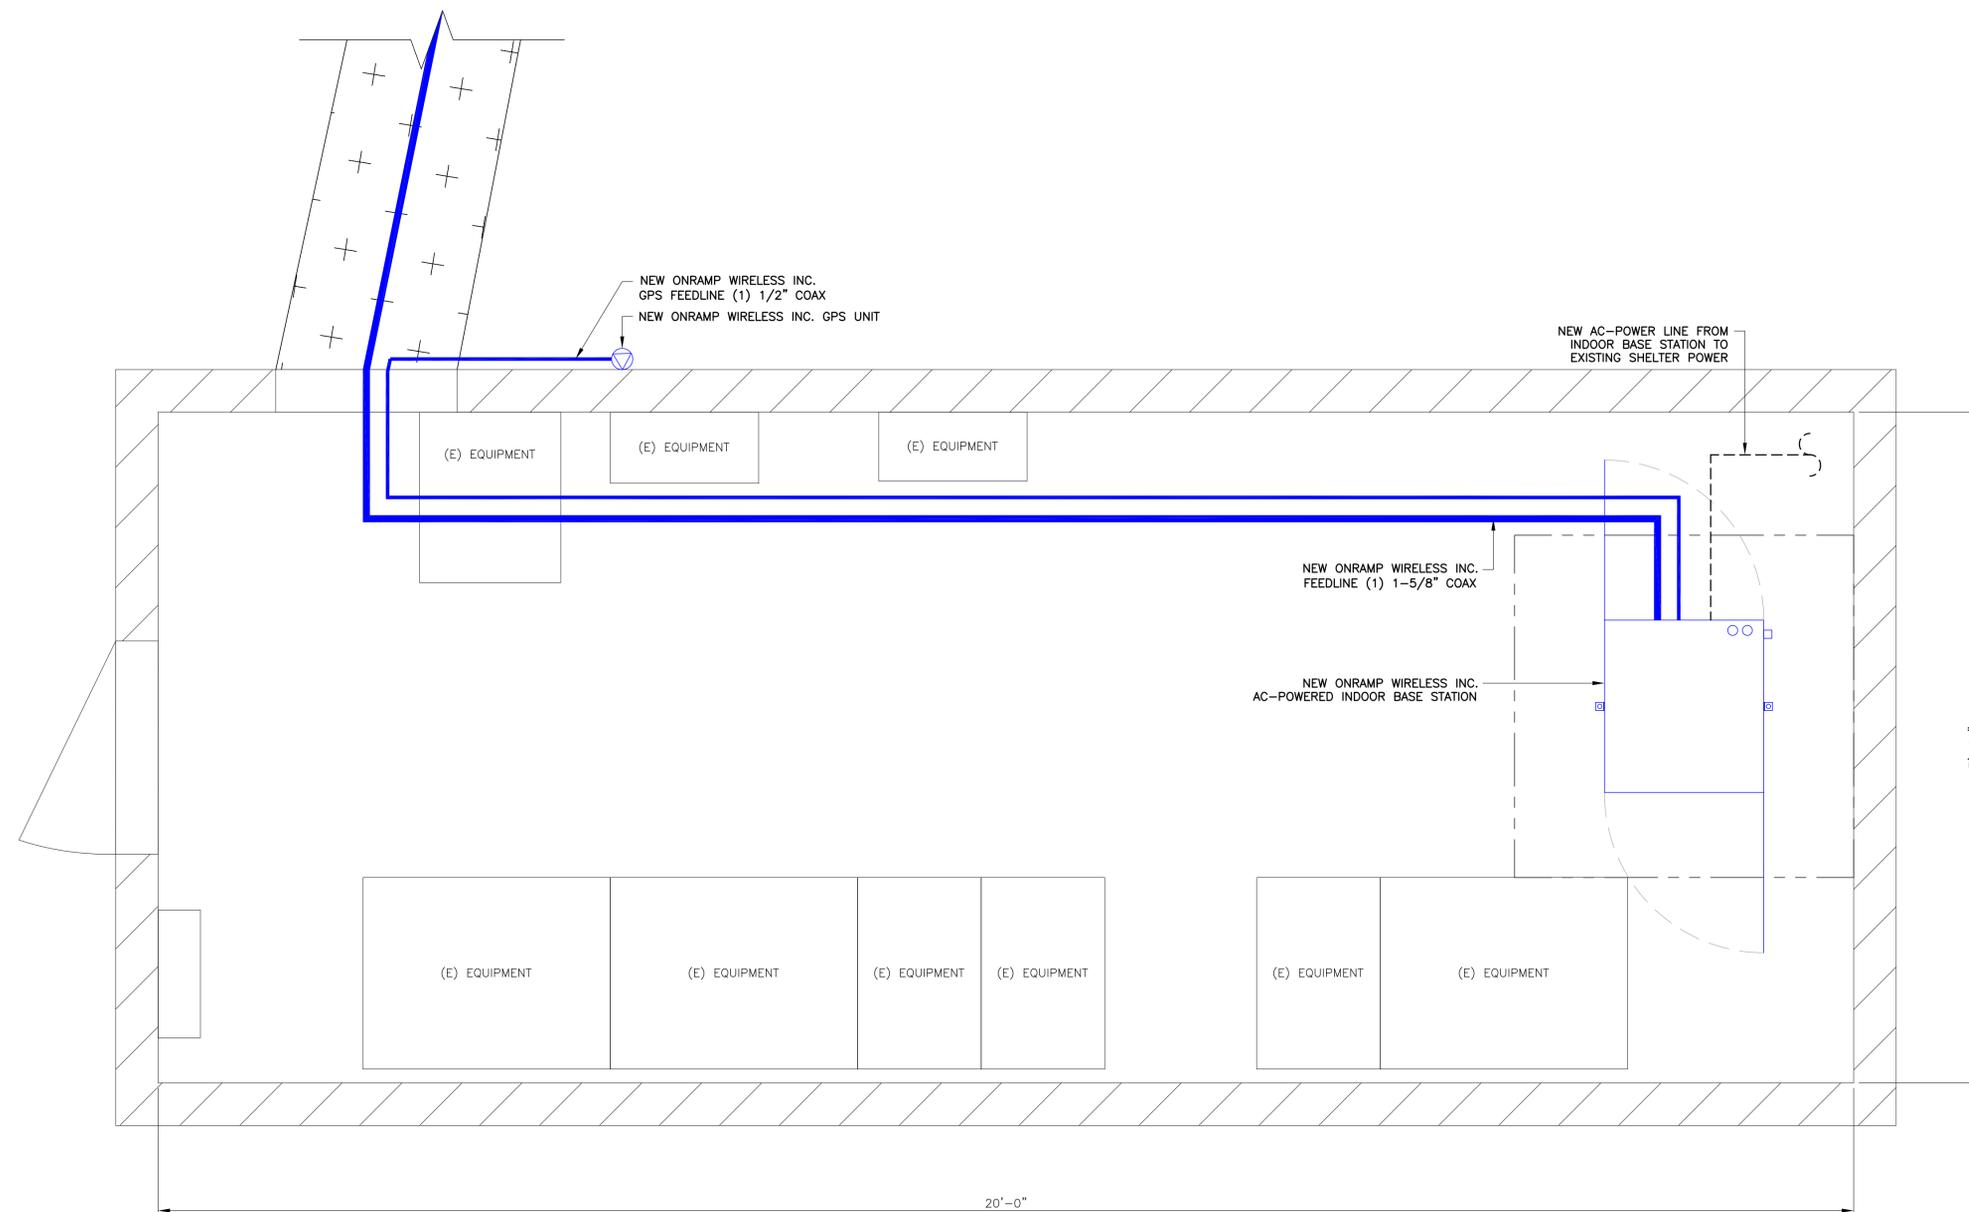 NEW ONRAMP WIRELESS INC.
GPS FEEDLINE (1) 1/2" COAX
NEW ONRAMP WIRELESS INC. GPS UNIT
NEW AC-POWER LINE FROM
INDOOR BASE STATION TO
EXISTING SHELTER POWER
(E) EQUIPMENT
(E) EQUIPMENT
(E) EQUIPMENT
NEW ONRAMP WIRELESS INC.
FEEDLINE (1) 1-5/8" COAX
NEW ONRAMP WIRELESS INC.
AC-POWERED INDOOR BASE STATION
(E) EQUIPMENT
(E) EQUIPMENT
(E) EQUIPMENT
(E) EQUIPMENT
(E) EQUIPMENT
(E) EQUIPMENT
20'-0"